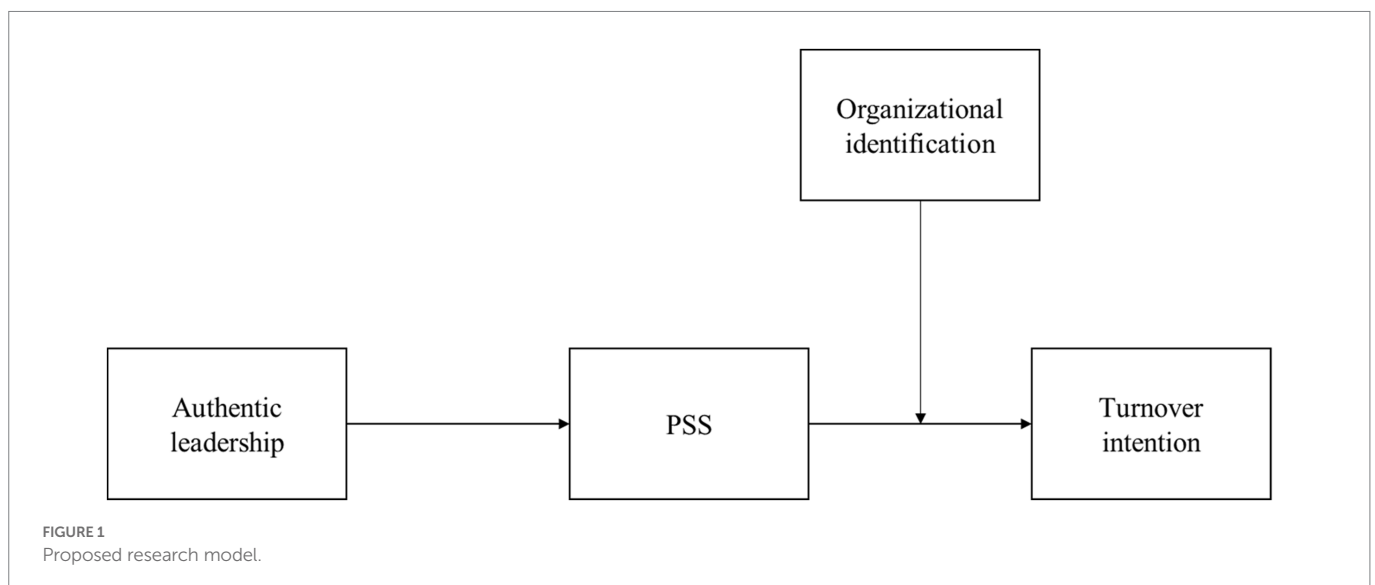 Organizational
identification
Authentic
leadership
PSS
Turnover
intention
FIGURE 1
Proposed research model.